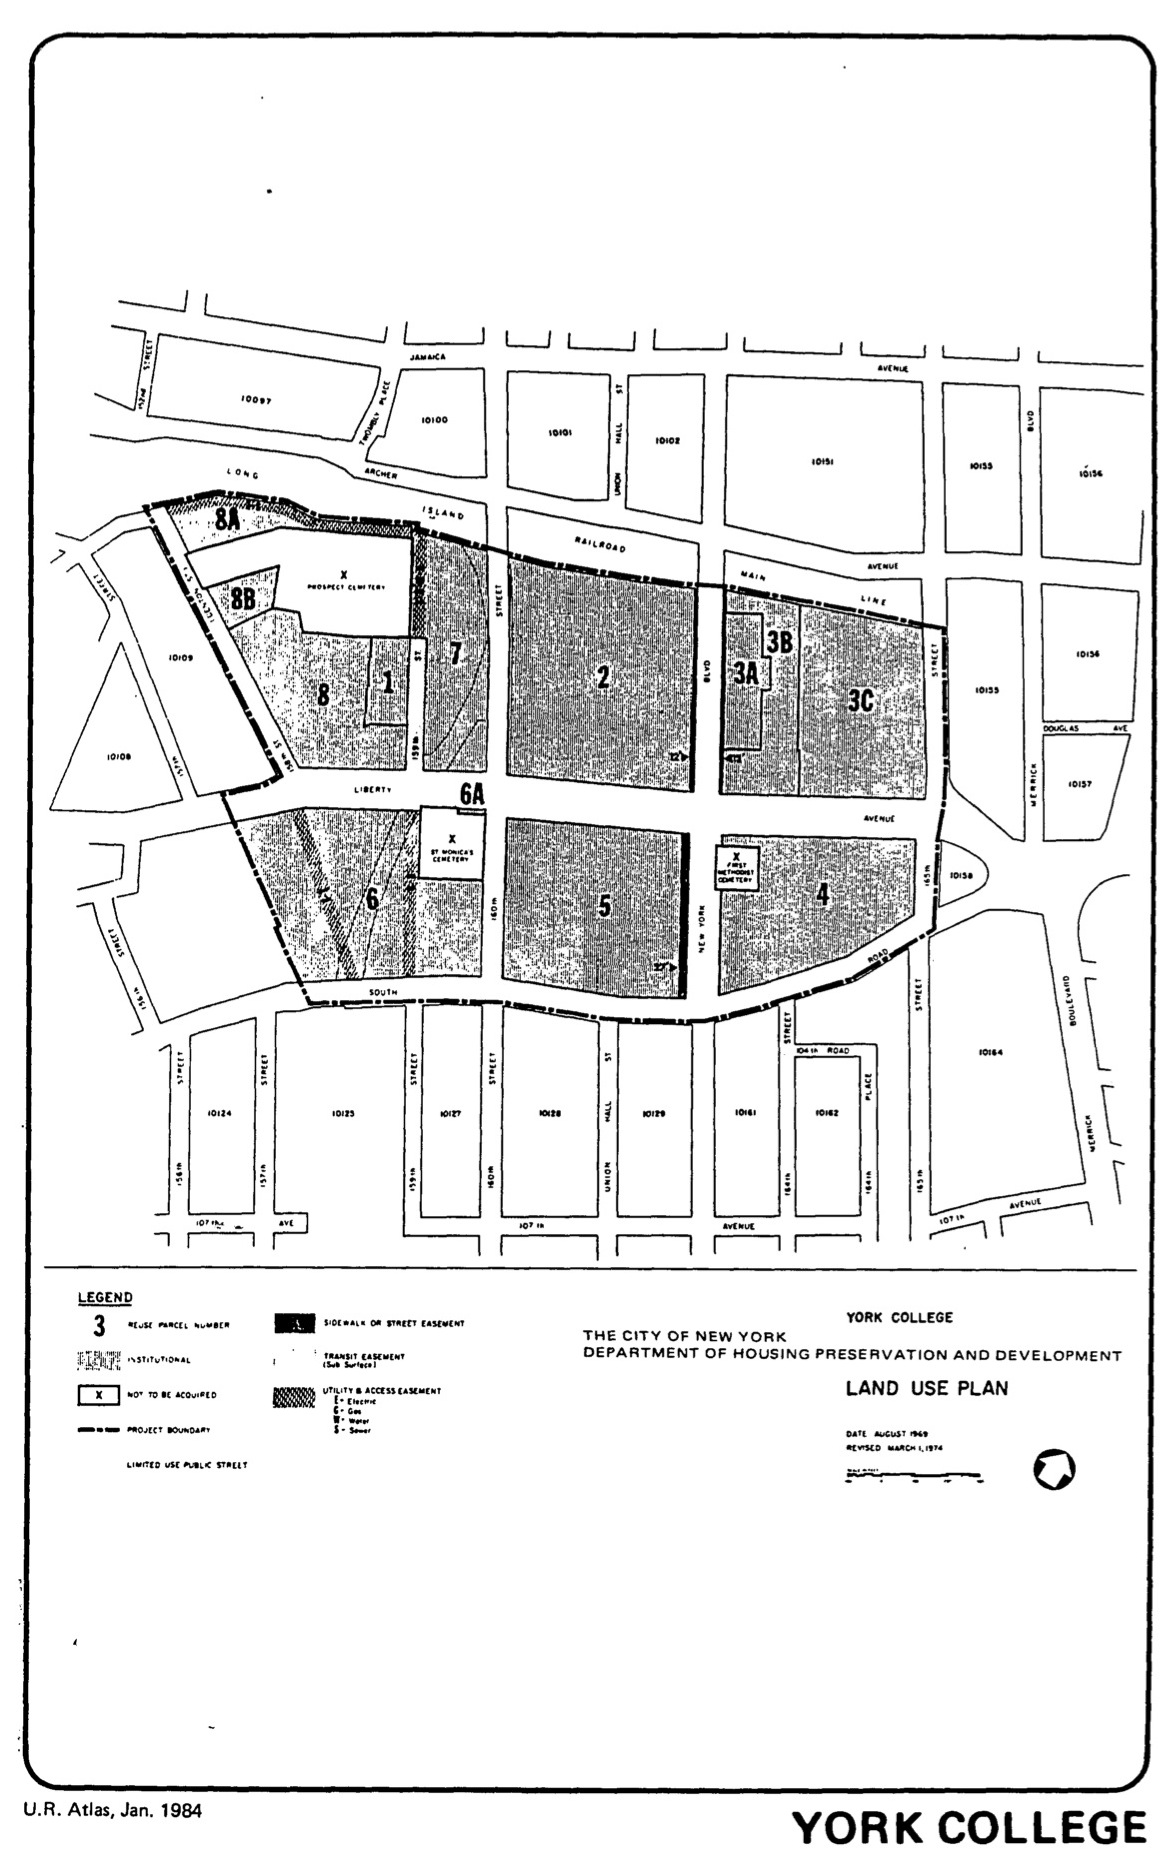 JAMAICA
AVENUE
152nd STREET
10097
TWOMBLY PLACE
10100
10101
UNION HALL ST
10102
10151
10155
BLVD
10156
ARCHER
AVENUE
LONG ISLAND RAILROAD MAIN LINE
8A
X
PROSPECT CEMETERY
8B
STREET
10109
8
1
7
159th ST
STREET
2
BLVD
3A
3B
3C
STREET
10155
10156
DOUGLAS AVE
10157
MERRICK
12'
12'
10108
157th
158th ST
LIBERTY
AVENUE
6A
X
ST MONICA'S
CEMETERY
X
FIRST
METHODIST
CEMETERY
6
160th
5
27'
NEW YORK
4
165th
10158
STREET
156th
SOUTH
ROAD
STREET
BOULEVARD
MERRICK
10164
STREET
156th
10124
STREET
157th
10125
STREET
159th
10127
STREET
160th
10128
UNION HALL ST
10129
10161
STREET
164th
104th ROAD
10162
PLACE
164th
165th
107th
AVE
107th
AVENUE
107th
AVENUE
LEGEND
3 REUSE PARCEL NUMBER
INSTITUTIONAL
X NOT TO BE ACQUIRED
PROJECT BOUNDARY
LIMITED USE PUBLIC STREET
SIDEWALK OR STREET EASEMENT
TRANSIT EASEMENT
(Sub Surface)
UTILITY & ACCESS EASEMENT
E - Electric
G - Gas
W - Water
S - Sewer
YORK COLLEGE
THE CITY OF NEW YORK
DEPARTMENT OF HOUSING PRESERVATION AND DEVELOPMENT
LAND USE PLAN
DATE AUGUST 1969
REVISED MARCH 1, 1974
U.R. Atlas, Jan. 1984
YORK COLLEGE